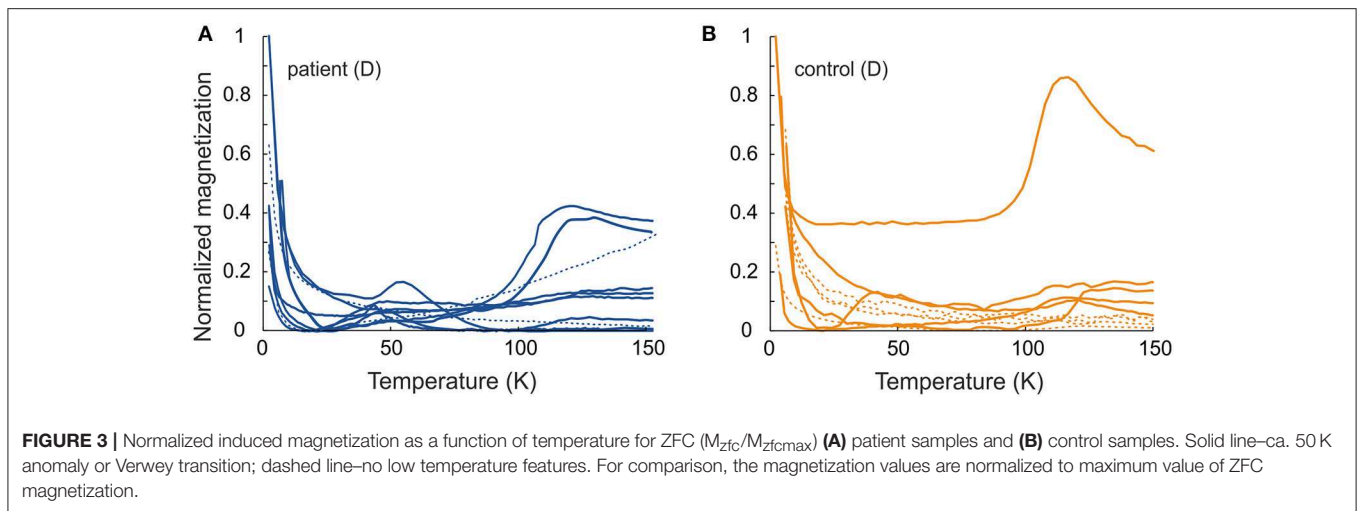 A
1
patient (D)
0.8
0.6
0.4
0.2
0
0
50
100
150
Normalized magnetization
Temperature (K)
B
1
control (D)
0.8
0.6
0.4
0.2
0
0
50
100
150
Temperature (K)
FIGURE 3 | Normalized induced magnetization as a function of temperature for ZFC (Mzfc/Mzfcmax) (A) patient samples and (B) control samples. Solid line–ca. 50 K
anomaly or Verwey transition; dashed line–no low temperature features. For comparison, the magnetization values are normalized to maximum value of ZFC
magnetization.